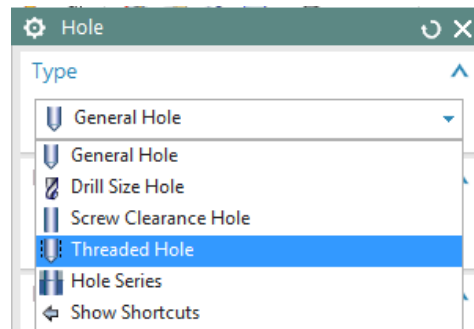 Hole
Type
General Hole
General Hole
Drill Size Hole
Screw Clearance Hole
Threaded Hole
Hole Series
Show Shortcuts